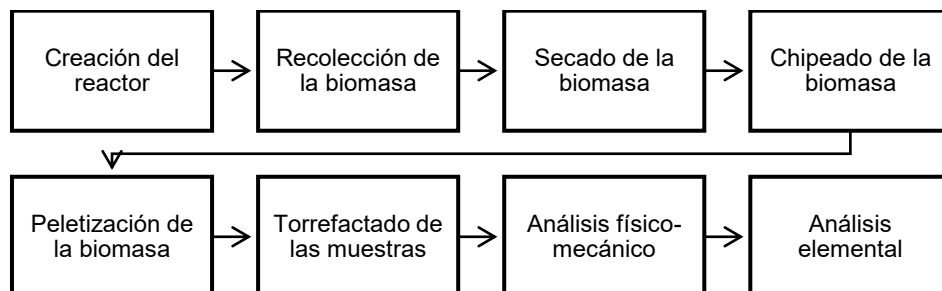 Creación del
reactor
Recolección de
la biomasa
Secado de la
biomasa
Chipeado de la
biomasa
Peletización de
la biomasa
Torrefactado de
las muestras
Análisis físico-
mecánico
Análisis
elemental